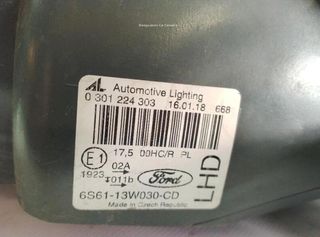 AL Automotive Lighting
0 301 224 303 16.01.18 668
E1 17,5 00HC/R PL
02A
1923 T011b Ford
LHD
6S61-13W030-CD
Made in Czech Republic